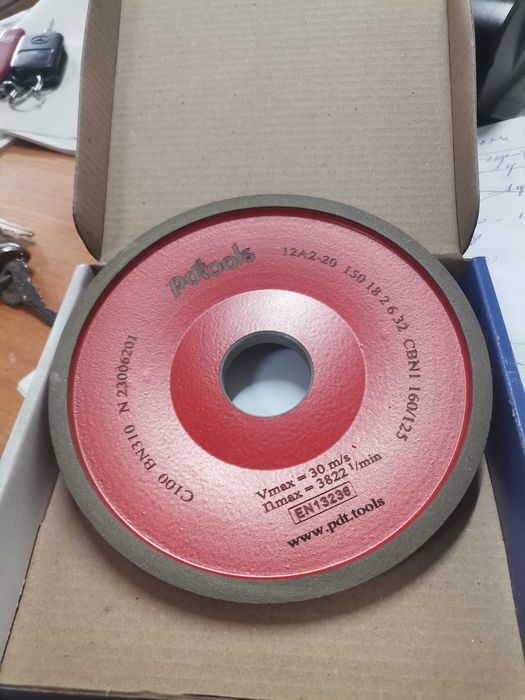 pdtools
12A2-20 150 18 2 6 32 CBN1 160/125
C100 BN310 N 23006201
Vmax = 30 m/s
nmax = 3822 1/min
EN13236
www.pdt.tools